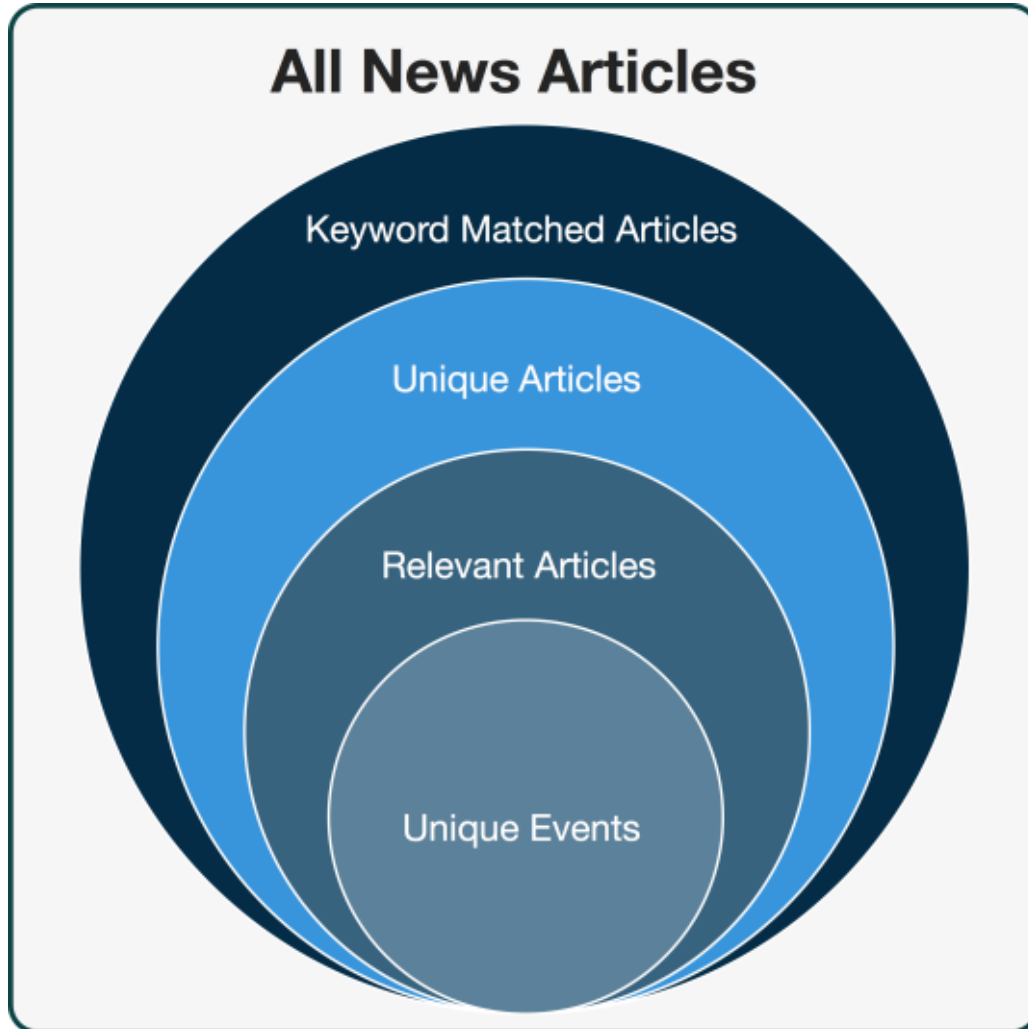 All News Articles
Keyword Matched Articles
Unique Articles
Relevant Articles
Unique Events